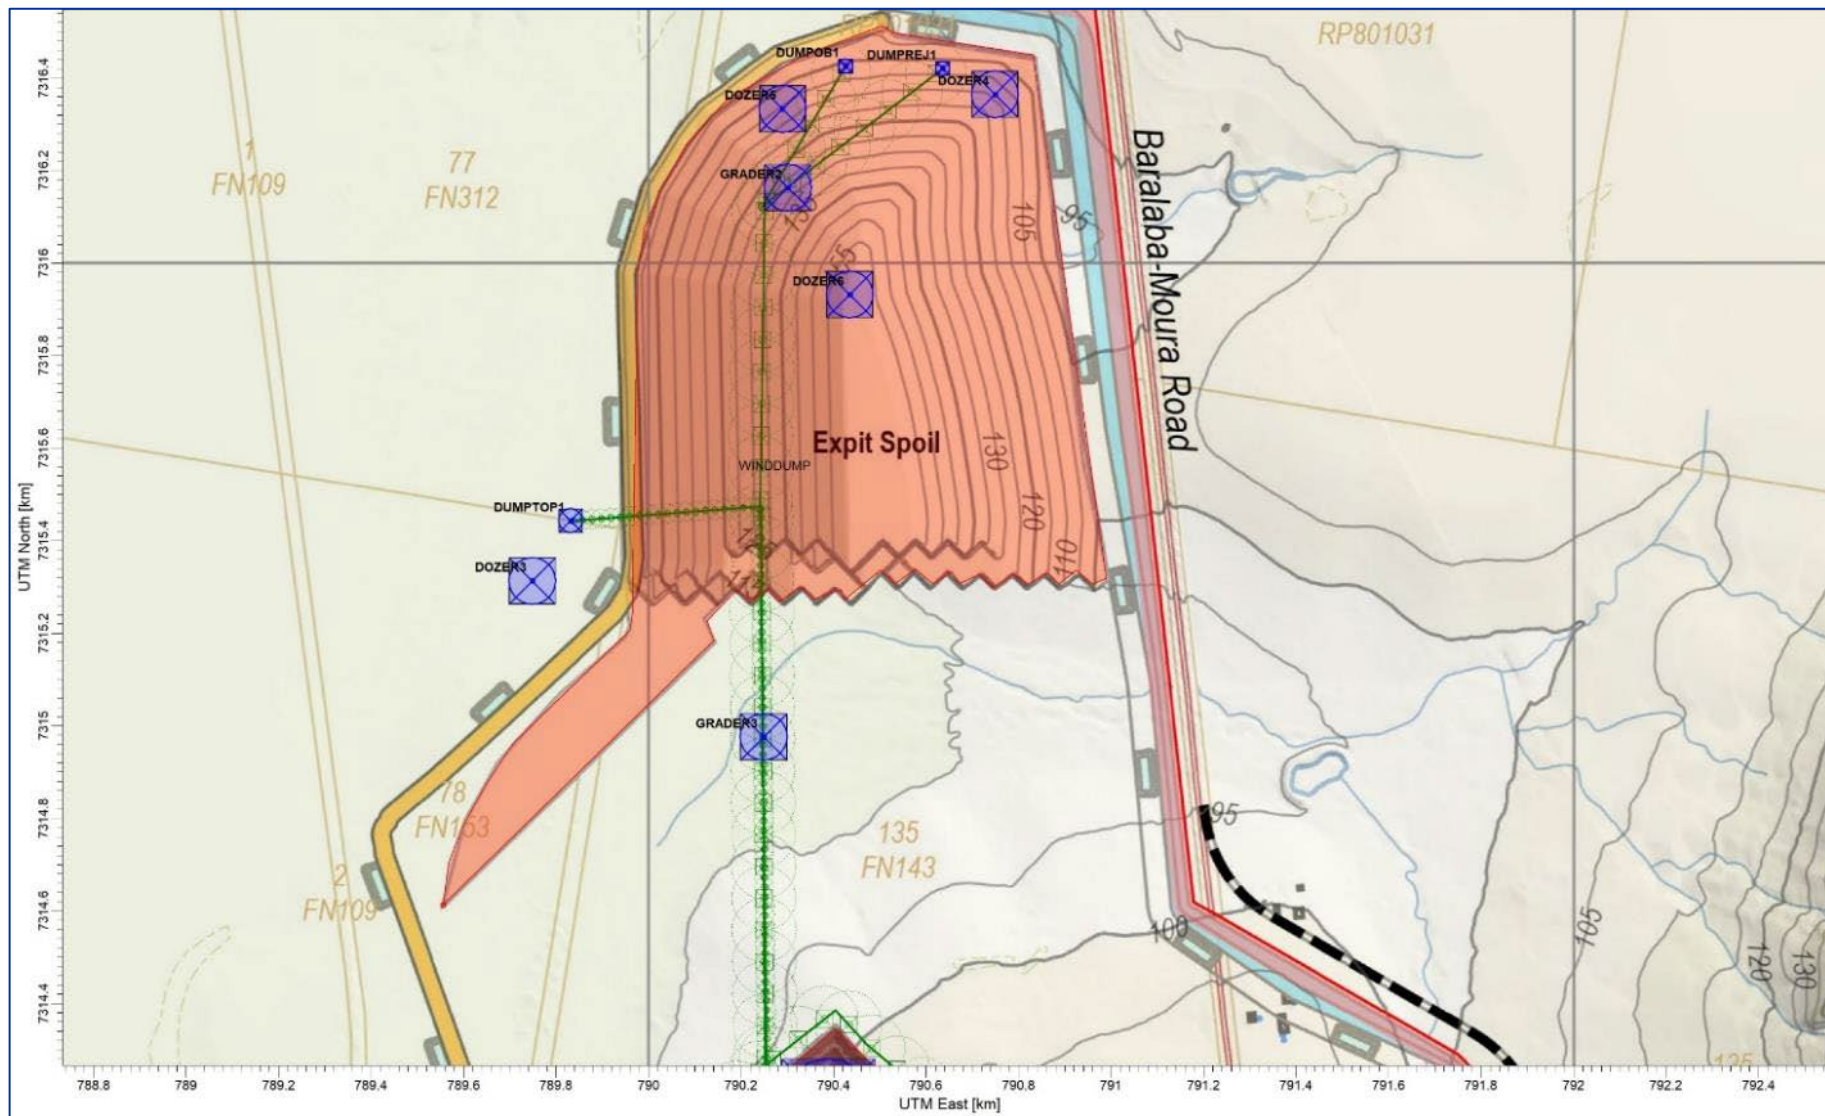 RP801031
DUMPOB1
DUMPREJ1
DOZER5
DOZER4
1
FN109
77
FN312
GRADER2
105
95
DOZER6
Baralaba-Moura Road
Expit Spoil
WINDDUMP
130
120
110
DUMPTOP1
DOZER3
GRADER3
78
FN153
135
FN143
95
2
FN109
100
105
120
130
7316.4
7316.2
7316
7315.8
7315.6
7315.4
7315.2
7315
7314.8
7314.6
7314.4
UTM North [km]
788.8 789 789.2 789.4 789.6 789.8 790 790.2 790.4 790.6 790.8 791 791.2 791.4 791.6 791.8 792 792.2 792.4
UTM East [km]